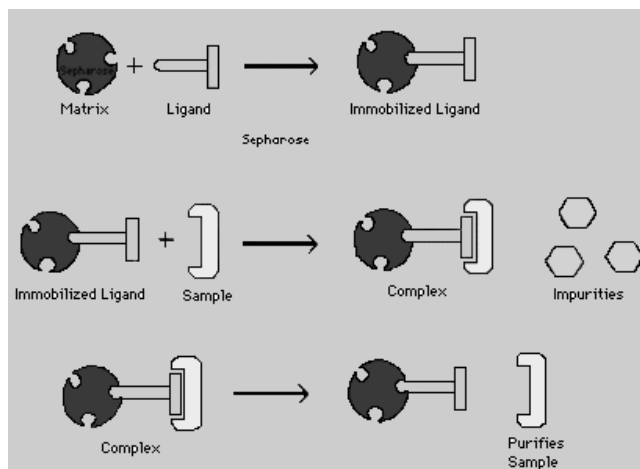 Sepharose
+
Matrix
Ligand
Immobilized Ligand
Sepharose
+
Immobilized Ligand
Sample
Complex
Impurities
Complex
Purifies
Sample